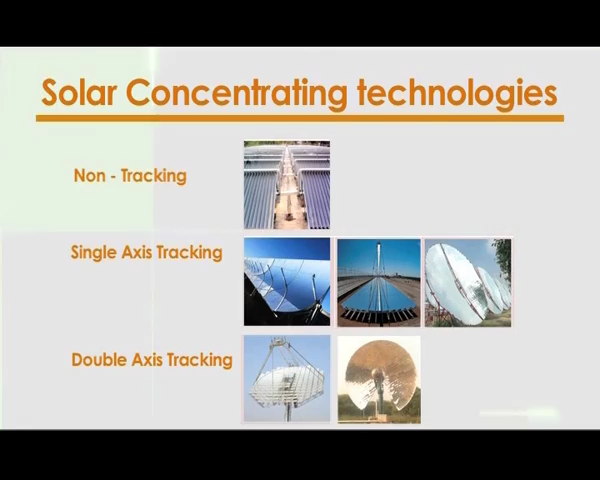 Solar Concentrating technologies
Non - Tracking
Single Axis Tracking
Double Axis Tracking